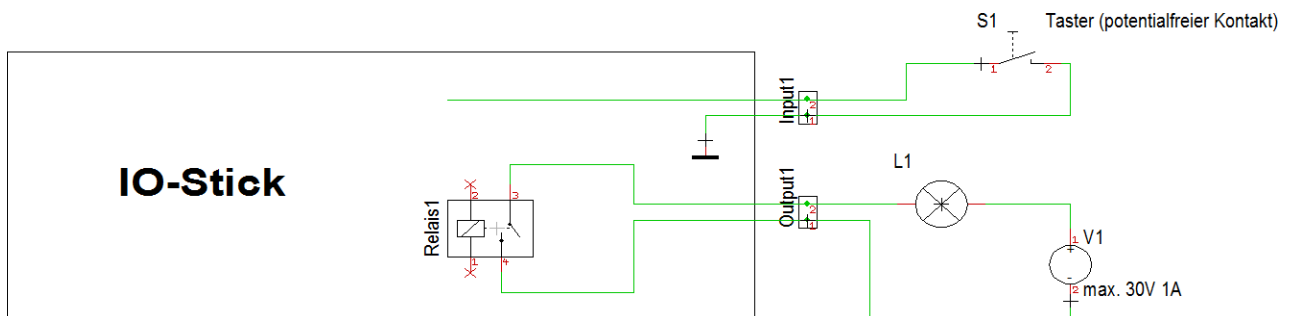 S1 Taster (potentialfreier Kontakt)
1 2
Input1
2
1
IO-Stick
L1
Output1
2
1
Relais1
2 3
1 4
1 V1
+
-
2 max. 30V 1A